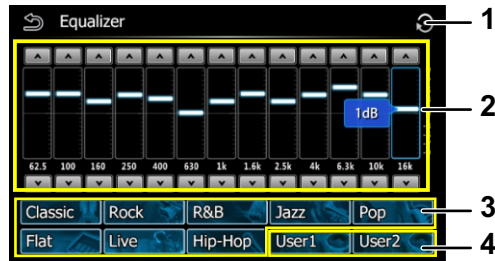 Equalizer 1
1dB 2
62.5 100 160 250 400 630 1k 1.6k 2.5k 4k 6.3k 10k 16k
Classic Rock R&B Jazz Pop 3
Flat Live Hip-Hop User1 User2 4